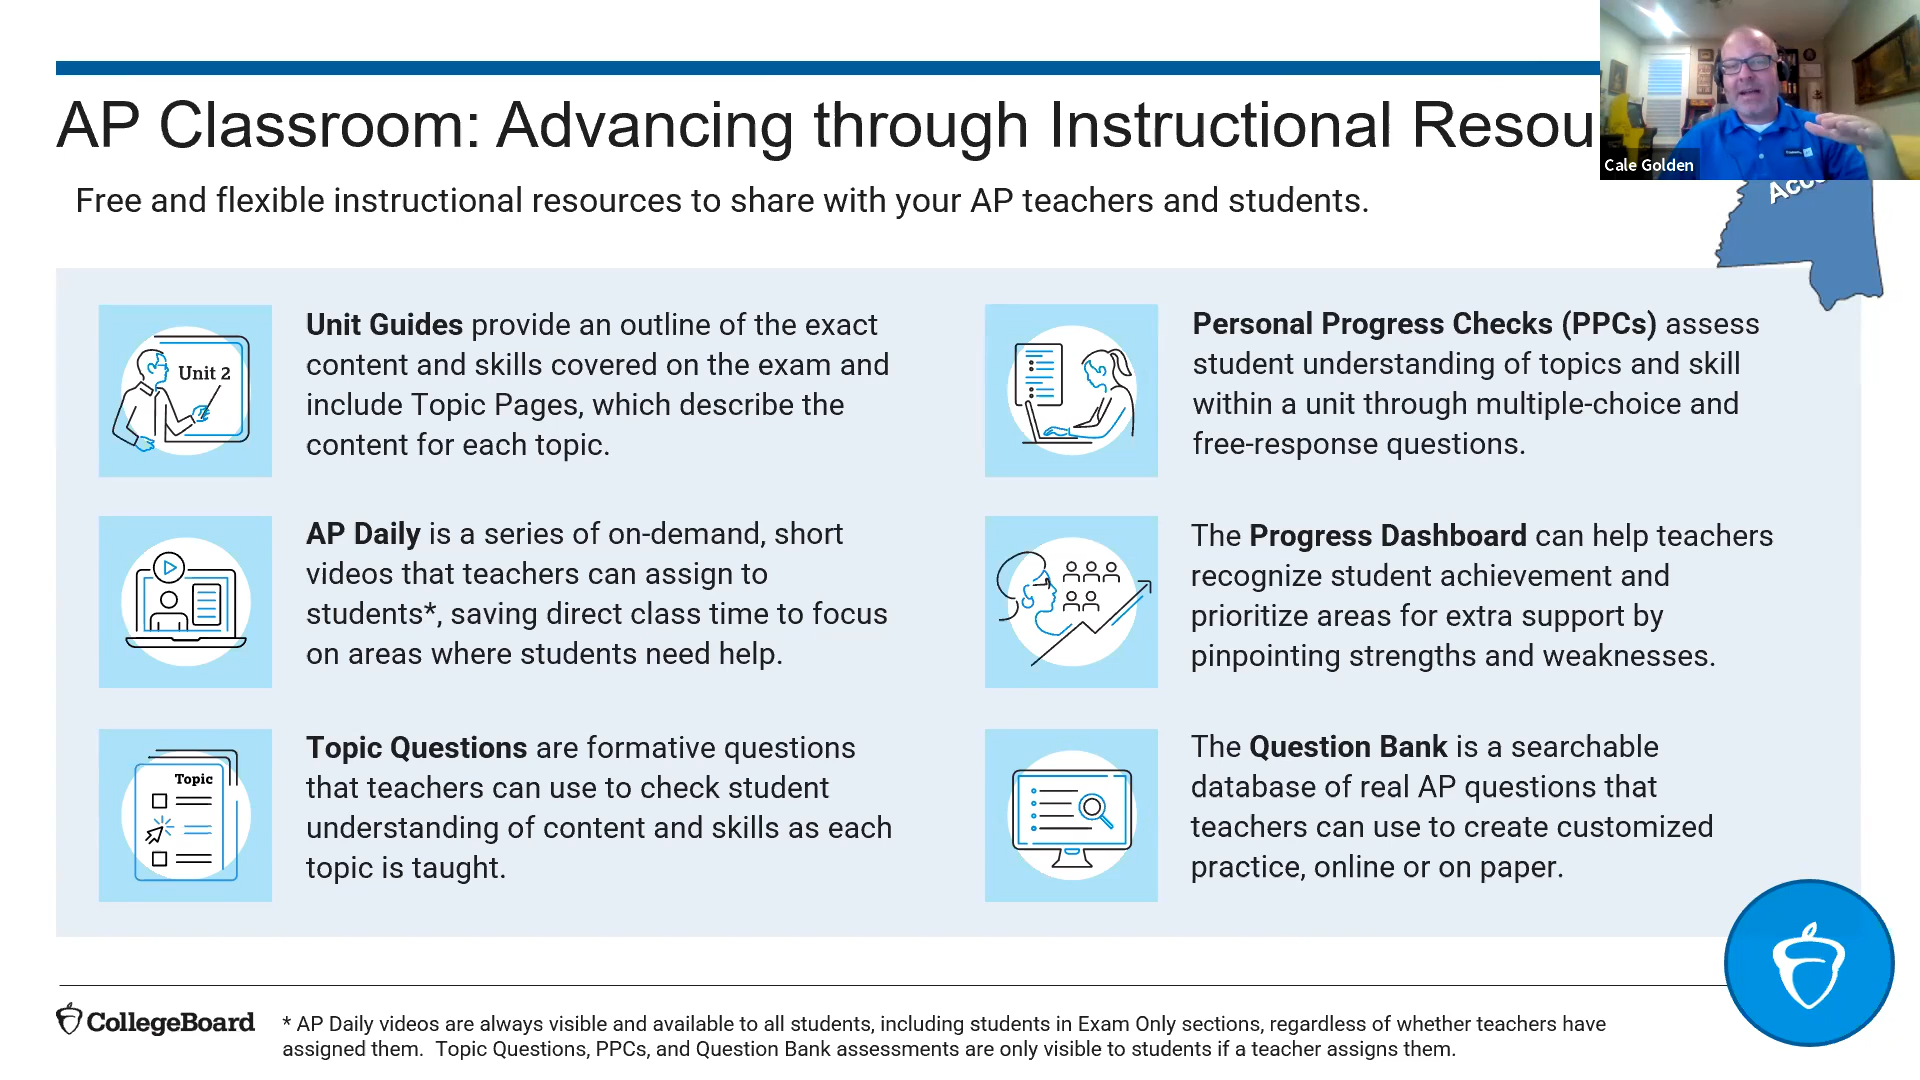 AP Classroom: Advancing through Instructional Resou
Cale Golden
Free and flexible instructional resources to share with your AP teachers and students.
Unit 2
Unit Guides provide an outline of the exact
content and skills covered on the exam and
include Topic Pages, which describe the
content for each topic.
AP Daily is a series of on-demand, short
videos that teachers can assign to
students*, saving direct class time to focus
on areas where students need help.
Topic
Topic Questions are formative questions
that teachers can use to check student
understanding of content and skills as each
topic is taught.
Personal Progress Checks (PPCs) assess
student understanding of topics and skill
within a unit through multiple-choice and
free-response questions.
The Progress Dashboard can help teachers
recognize student achievement and
prioritize areas for extra support by
pinpointing strengths and weaknesses.
The Question Bank is a searchable
database of real AP questions that
teachers can use to create customized
practice, online or on paper.
CollegeBoard
* AP Daily videos are always visible and available to all students, including students in Exam Only sections, regardless of whether teachers have
assigned them. Topic Questions, PPCs, and Question Bank assessments are only visible to students if a teacher assigns them.